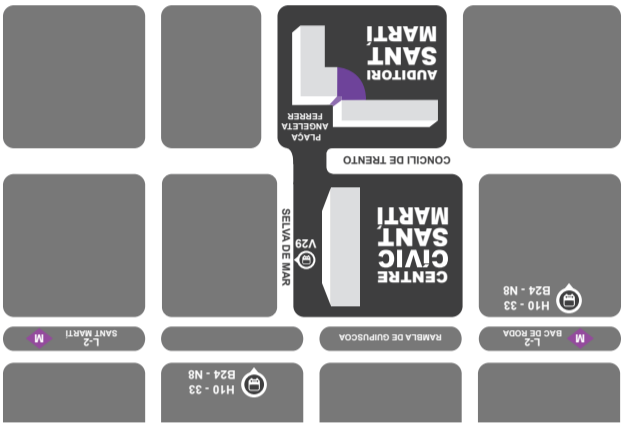 H10 - 33
B24 - N8
M
L-2
BAC DE RODA
RAMBLA DE GUIPUSCOA
L-2
SANT MARTÍ
M
H10 - 33
B24 - N8
CENTRE
CÍVIC
SANT
MARTÍ
V29
SELVA DE MAR
CONCILI DE TRENTO
PLAÇA
ANGELETA
FERRER
AUDITORI
SANT
MARTÍ